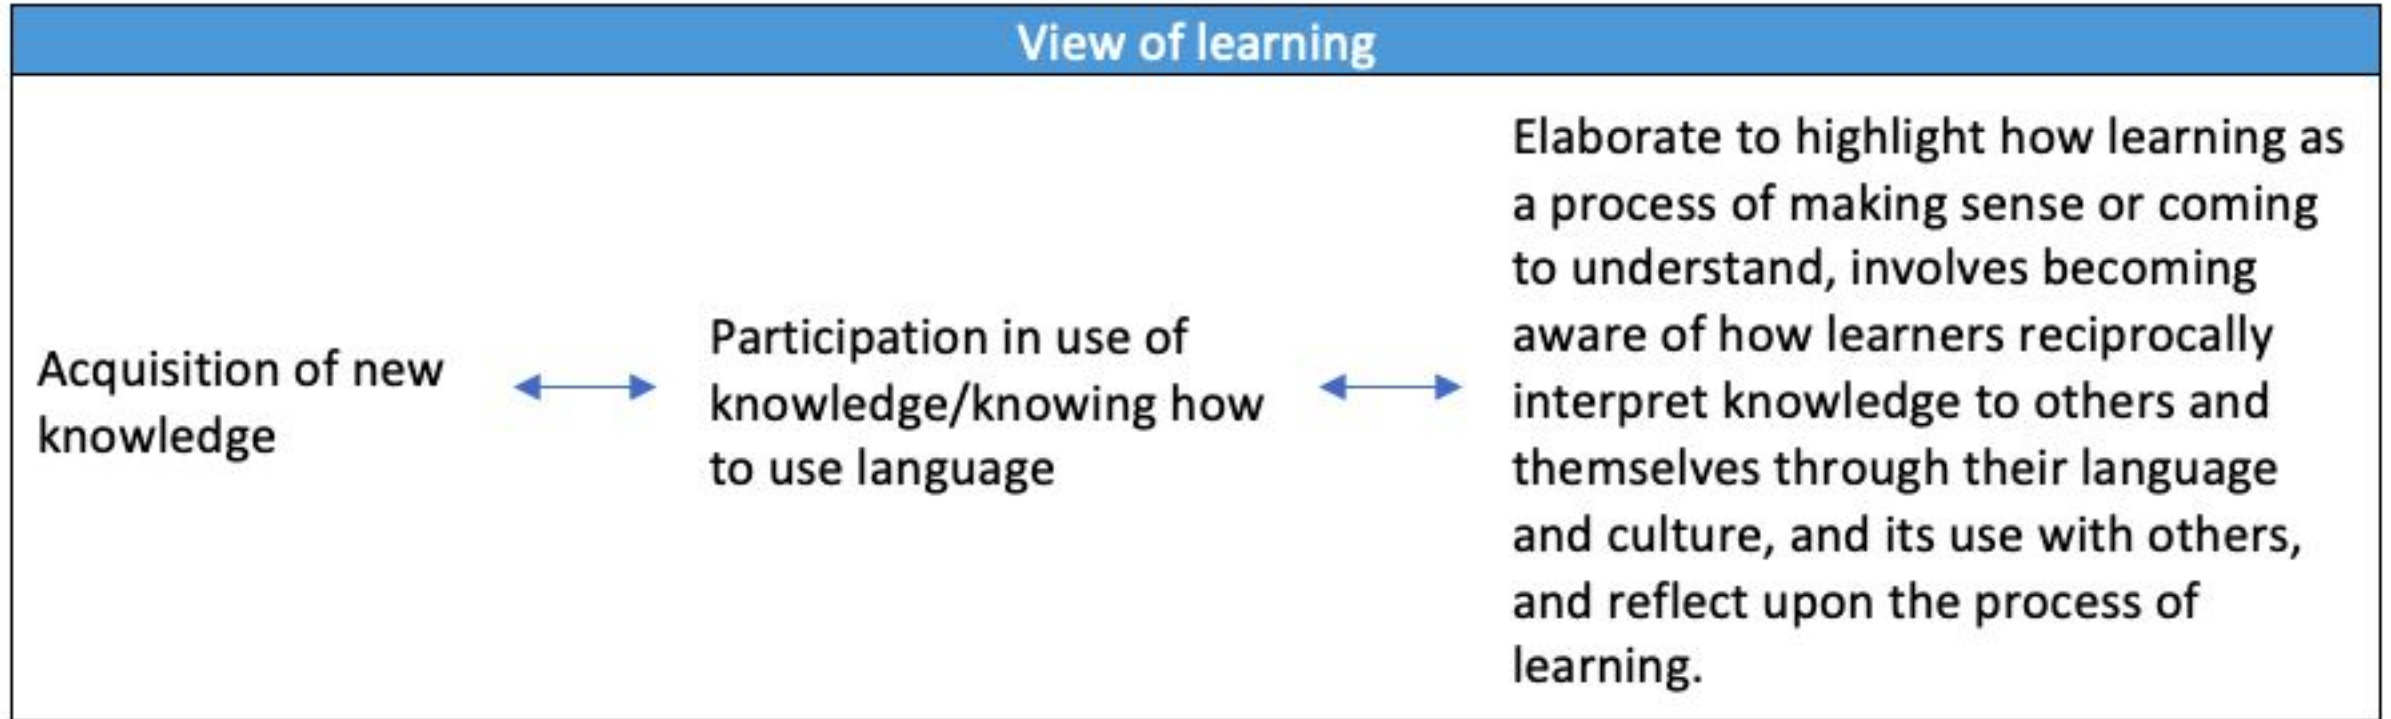 View of learning
Acquisition of new
knowledge
Participation in use of
knowledge/knowing how
to use language
Elaborate to highlight how learning as
a process of making sense or coming
to understand, involves becoming
aware of how learners reciprocally
interpret knowledge to others and
themselves through their language
and culture, and its use with others,
and reflect upon the process of
learning.